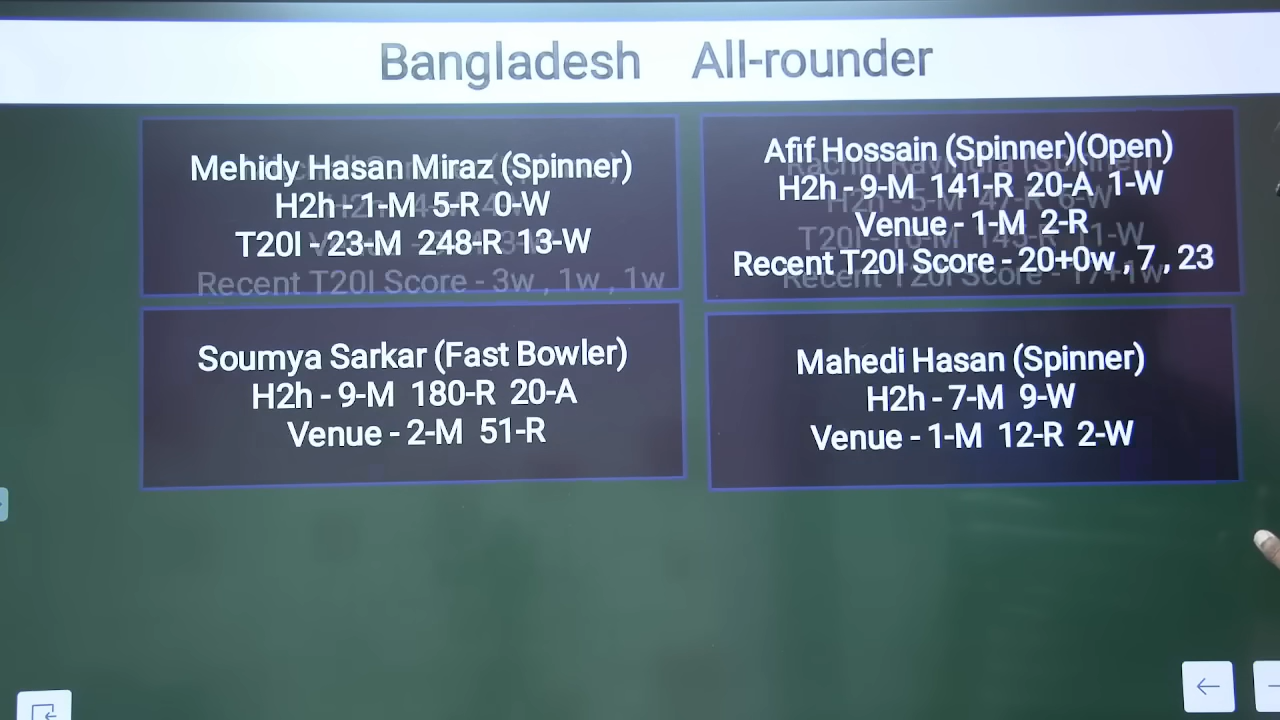 Bangladesh All-rounder
Mehidy Hasan Miraz (Spinner)
H2h - 1-M 5-R 0-W
T20I - 23-M 248-R 13-W
Recent T20I Score - 3w , 1w , 1w
Afif Hossain (Spinner)(Open)
H2h - 9-M 141-R 20-A 1-W
Venue - 1-M 2-R
Recent T20I Score - 20+0w , 7 , 23
Soumya Sarkar (Fast Bowler)
H2h - 9-M 180-R 20-A
Venue - 2-M 51-R
Mahedi Hasan (Spinner)
H2h - 7-M 9-W
Venue - 1-M 12-R 2-W